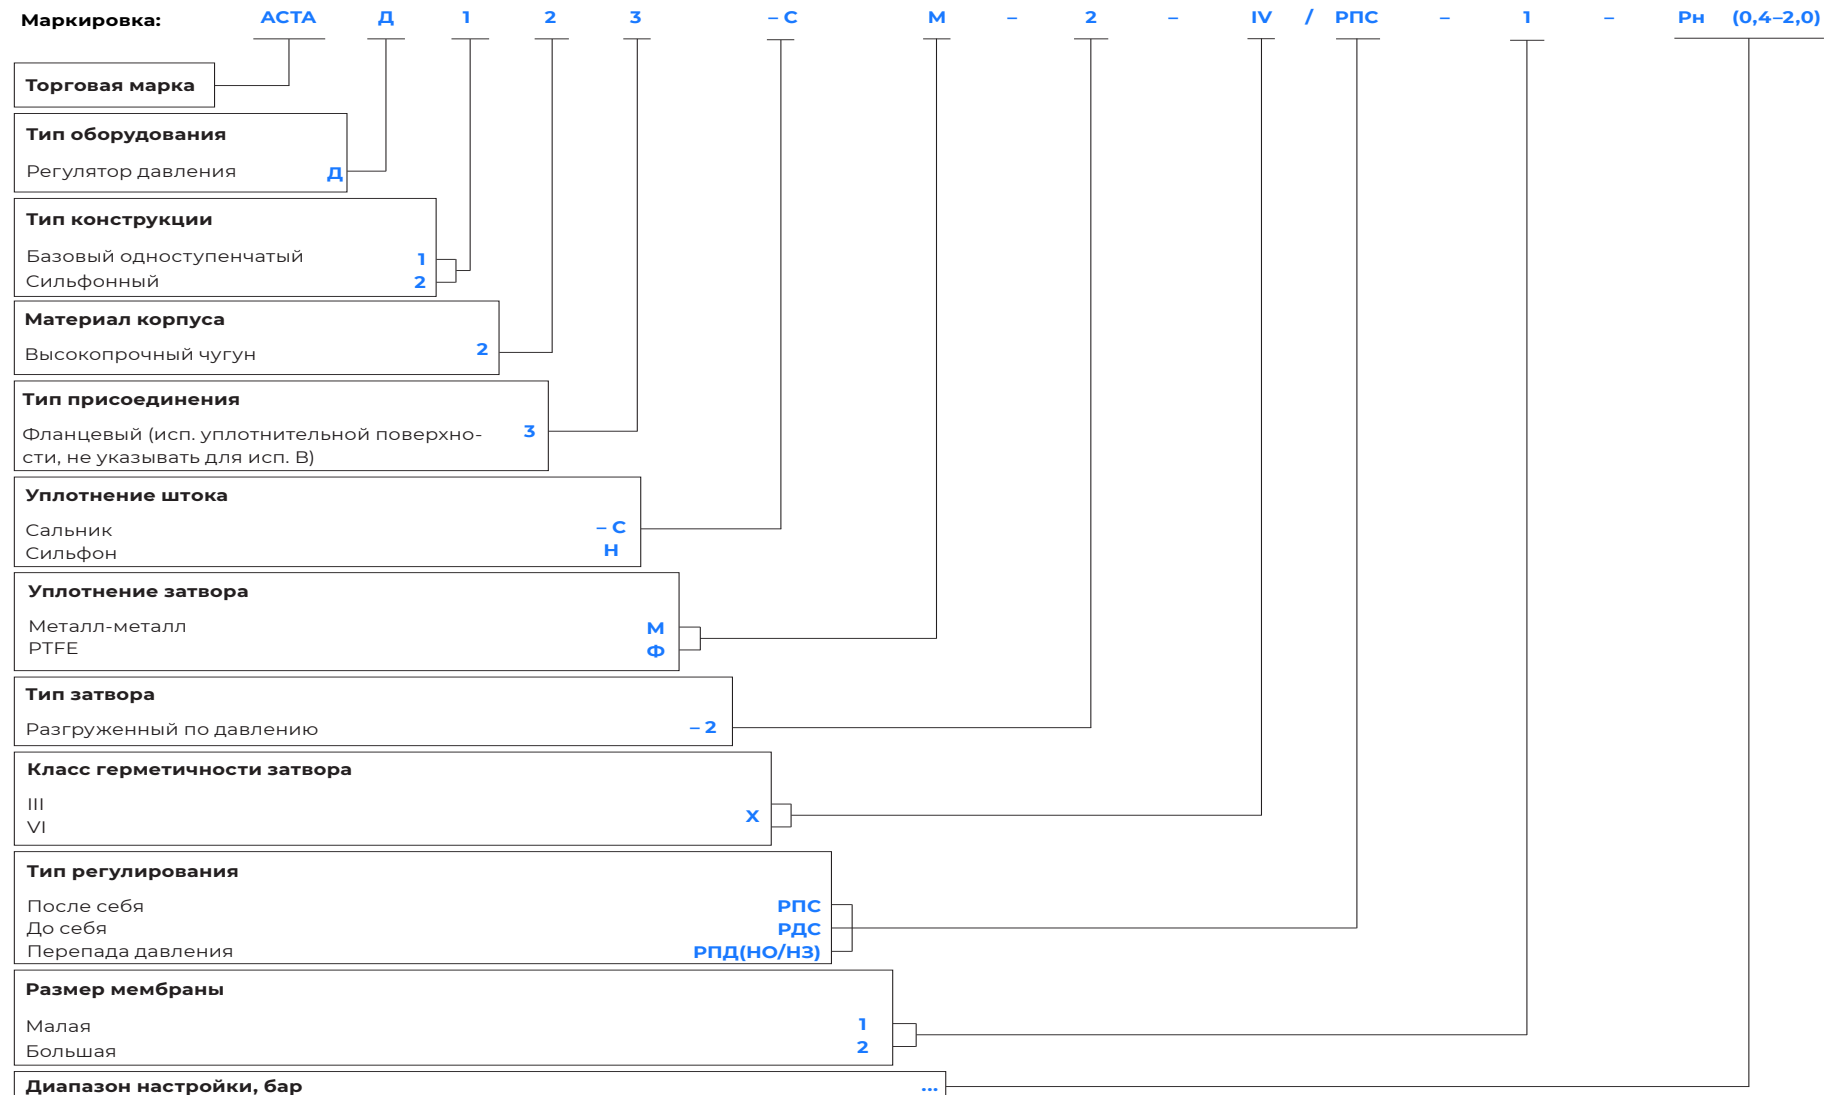 Маркировка: АСТА Д 1 2 3 – С М – 2 – IV / РПС – 1 – Рн (0,4–2,0)
Торговая марка
Тип оборудования
Регулятор давления Д
Тип конструкции
Базовый одноступенчатый 1
Сильфонный 2
Материал корпуса
Высокопрочный чугун 2
Тип присоединения
Фланцевый (исп. уплотнительной поверхно- 3
сти, не указывать для исп. В)
Уплотнение штока
Сальник – С
Сильфон Н
Уплотнение затвора
Металл-металл М
PTFE Ф
Тип затвора
Разгруженный по давлению – 2
Класс герметичности затвора
III
X
VI
Тип регулирования
После себя РПС
До себя РДС
Перепада давления РПД(НО/НЗ)
Размер мембраны
Малая 1
Большая 2
Диапазон настройки, бар ...